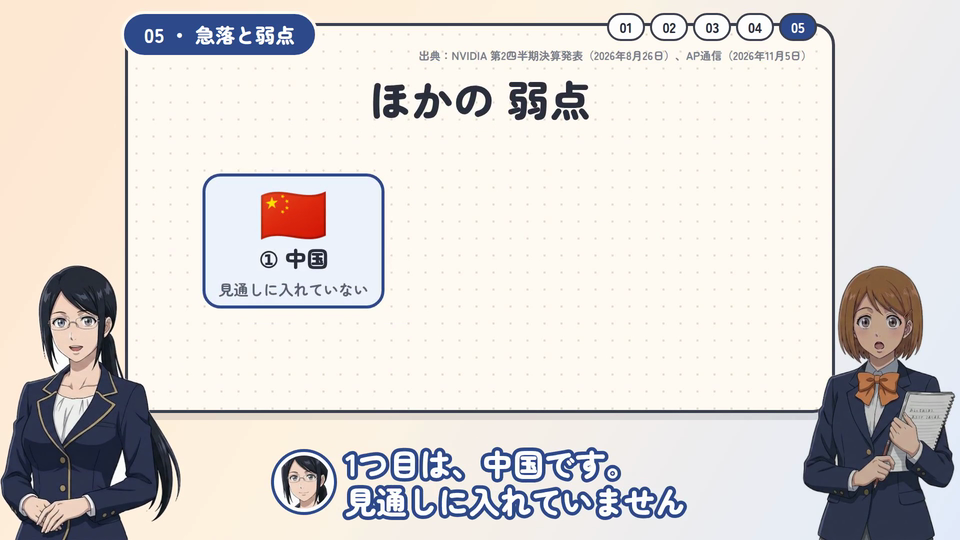 05 ・ 急落と弱点
01 02 03 04 05
出典：NVIDIA 第2四半期決算発表（2026年8月26日）、AP通信（2026年11月5日）
ほかの 弱点
① 中国
見通しに入れていない
1つ目は、中国です。
見通しに入れていません